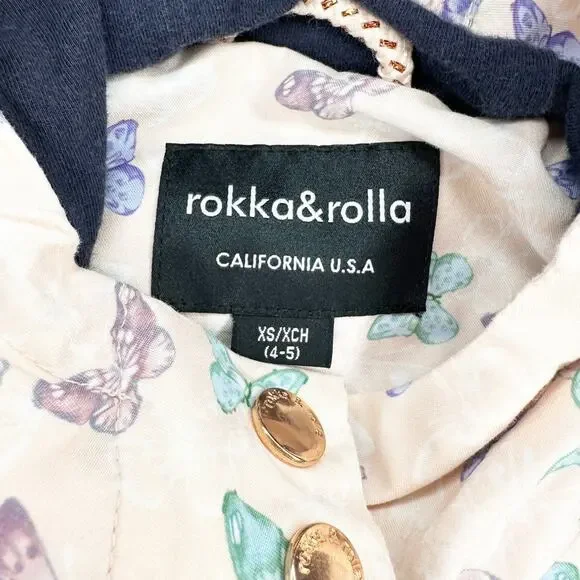 rokka&rolla
CALIFORNIA U.S.A
XS/XCH
(4-5)